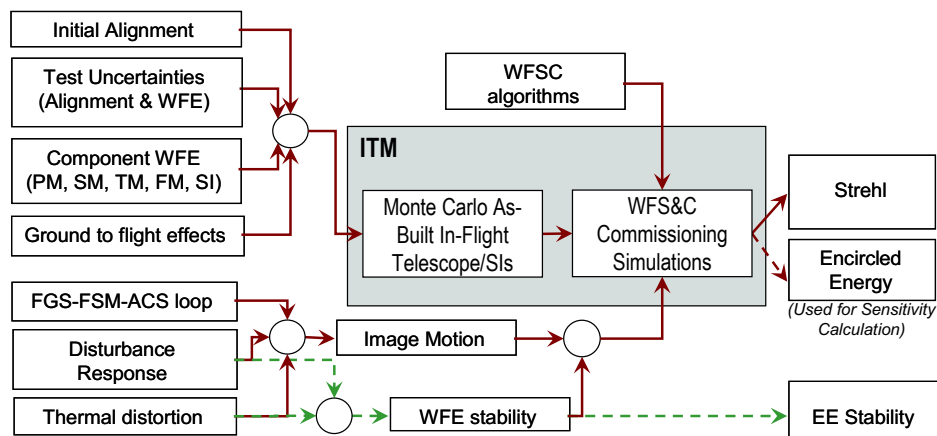 Initial Alignment
Test Uncertainties
(Alignment & WFE)
Component WFE
(PM, SM, TM, FM, SI)
Ground to flight effects
WFSC
algorithms
ITM
Monte Carlo As-
Built In-Flight
Telescope/SIs
WFS&C
Commissioning
Simulations
Strehl
Encircled
Energy
(Used for Sensitivity
Calculation)
FGS-FSM-ACS loop
Disturbance
Response
Thermal distortion
Image Motion
WFE stability
EE Stability